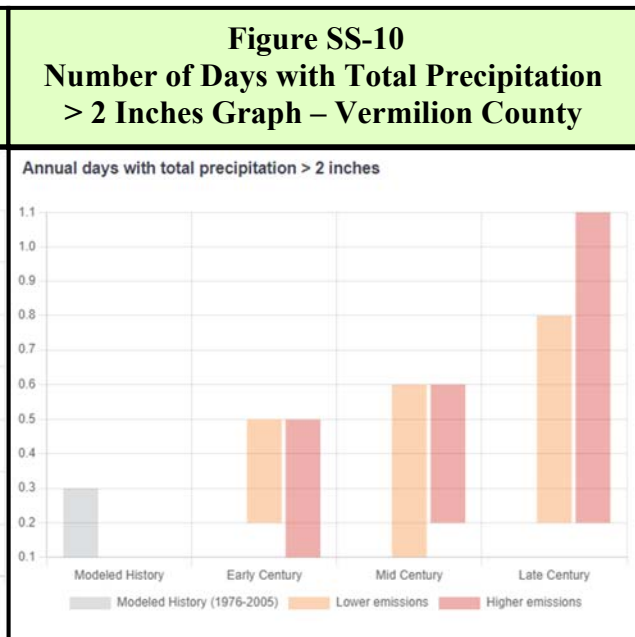 Figure SS-10
Number of Days with Total Precipitation
> 2 Inches Graph – Vermilion County
Annual days with total precipitation > 2 inches
1.1
1.0
0.9
0.8
0.7
0.6
0.5
0.4
0.3
0.2
0.1
Modeled History Early Century Mid Century Late Century
Modeled History (1976-2005) Lower emissions Higher emissions